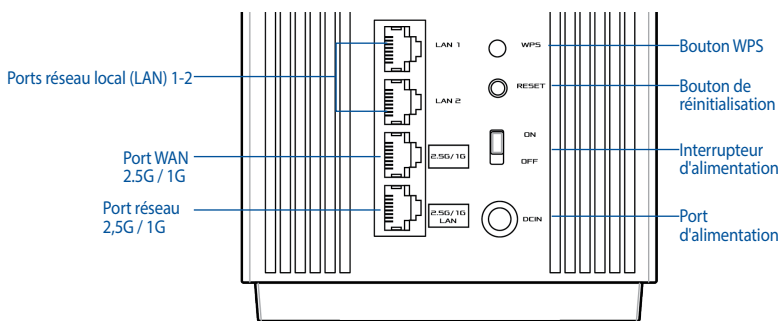 Ports réseau local (LAN) 1-2
Port WAN
2.5G / 1G
Port réseau
2,5G / 1G
LAN 1
LAN 2
2.5G/1G
2.5G/1G
LAN
WPS
RESET
ON
OFF
DCIN
Bouton WPS
Bouton de
réinitialisation
Interrupteur
d'alimentation
Port
d'alimentation